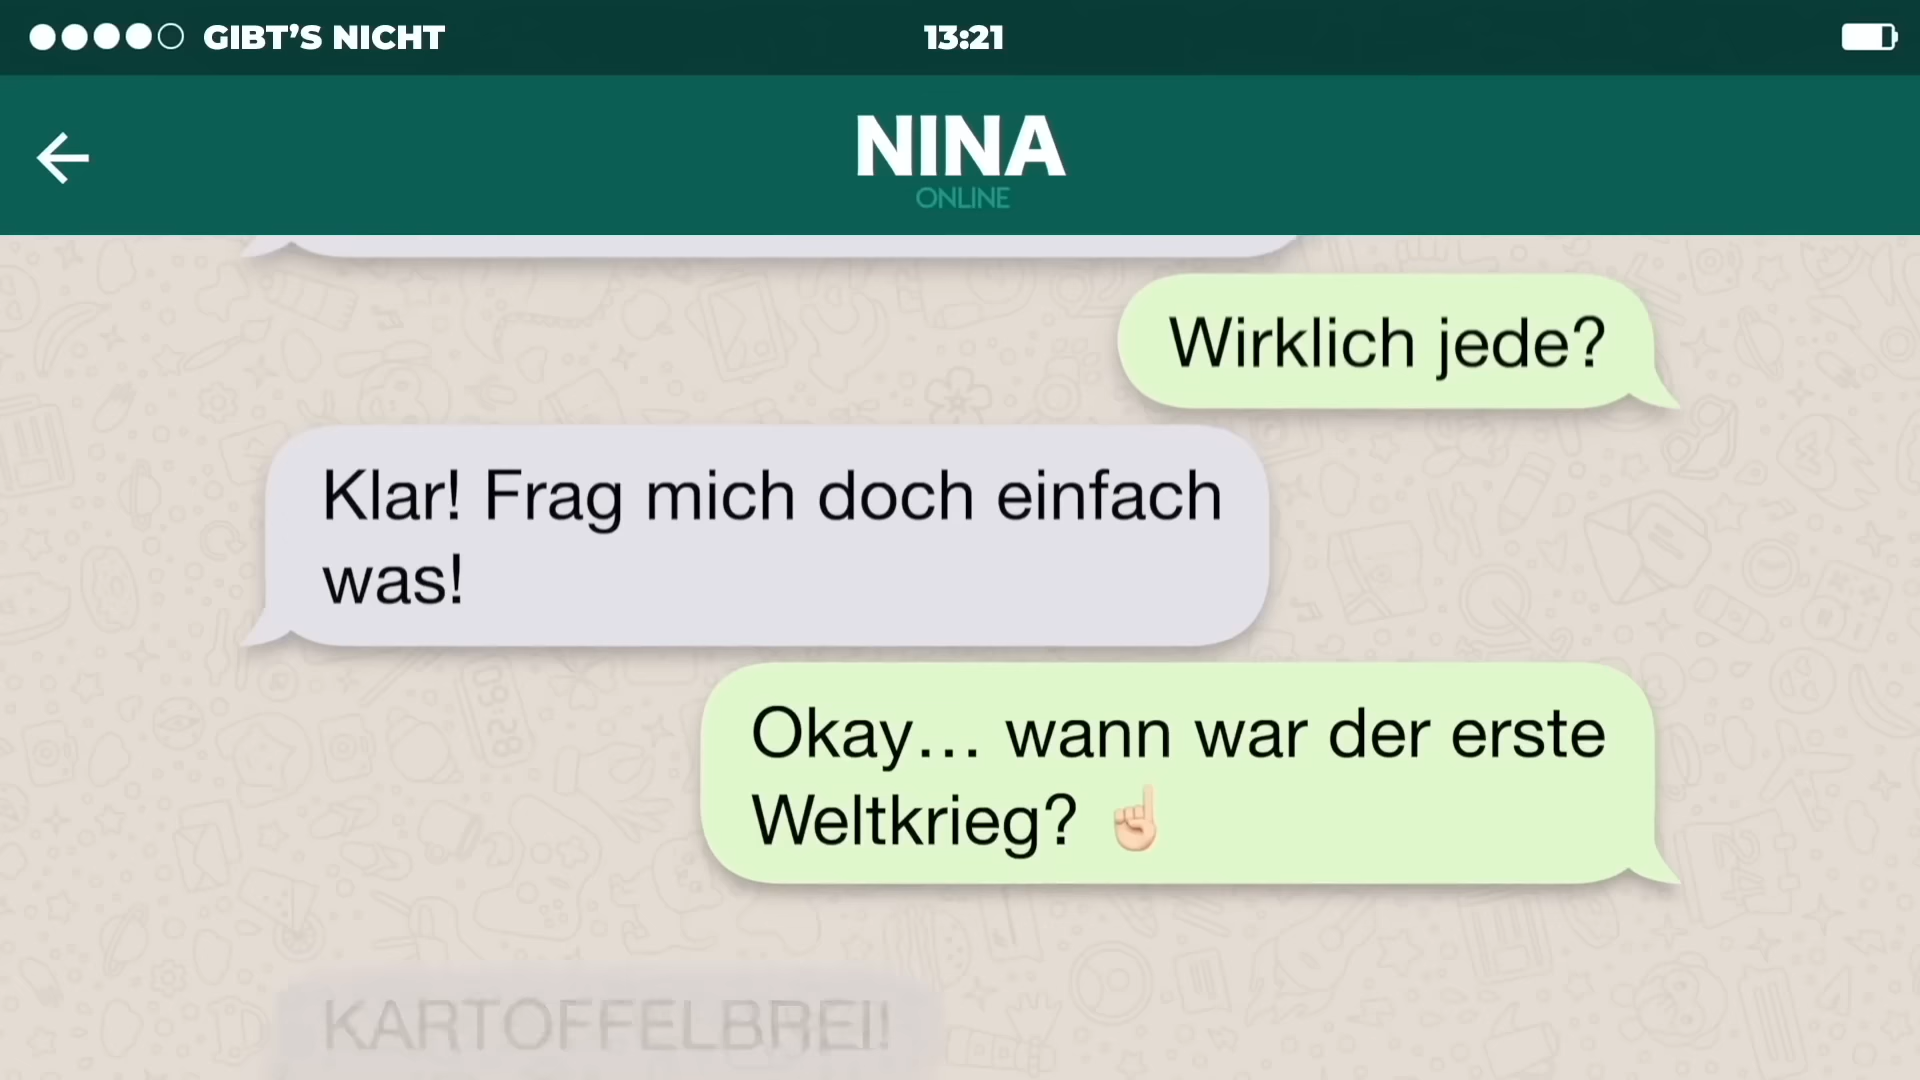 GIBT'S NICHT
13:21
NINA
ONLINE
Wirklich jede?
Klar! Frag mich doch einfach
was!
Okay... wann war der erste
Weltkrieg? ☝🏻
KARTOFFELBREI!